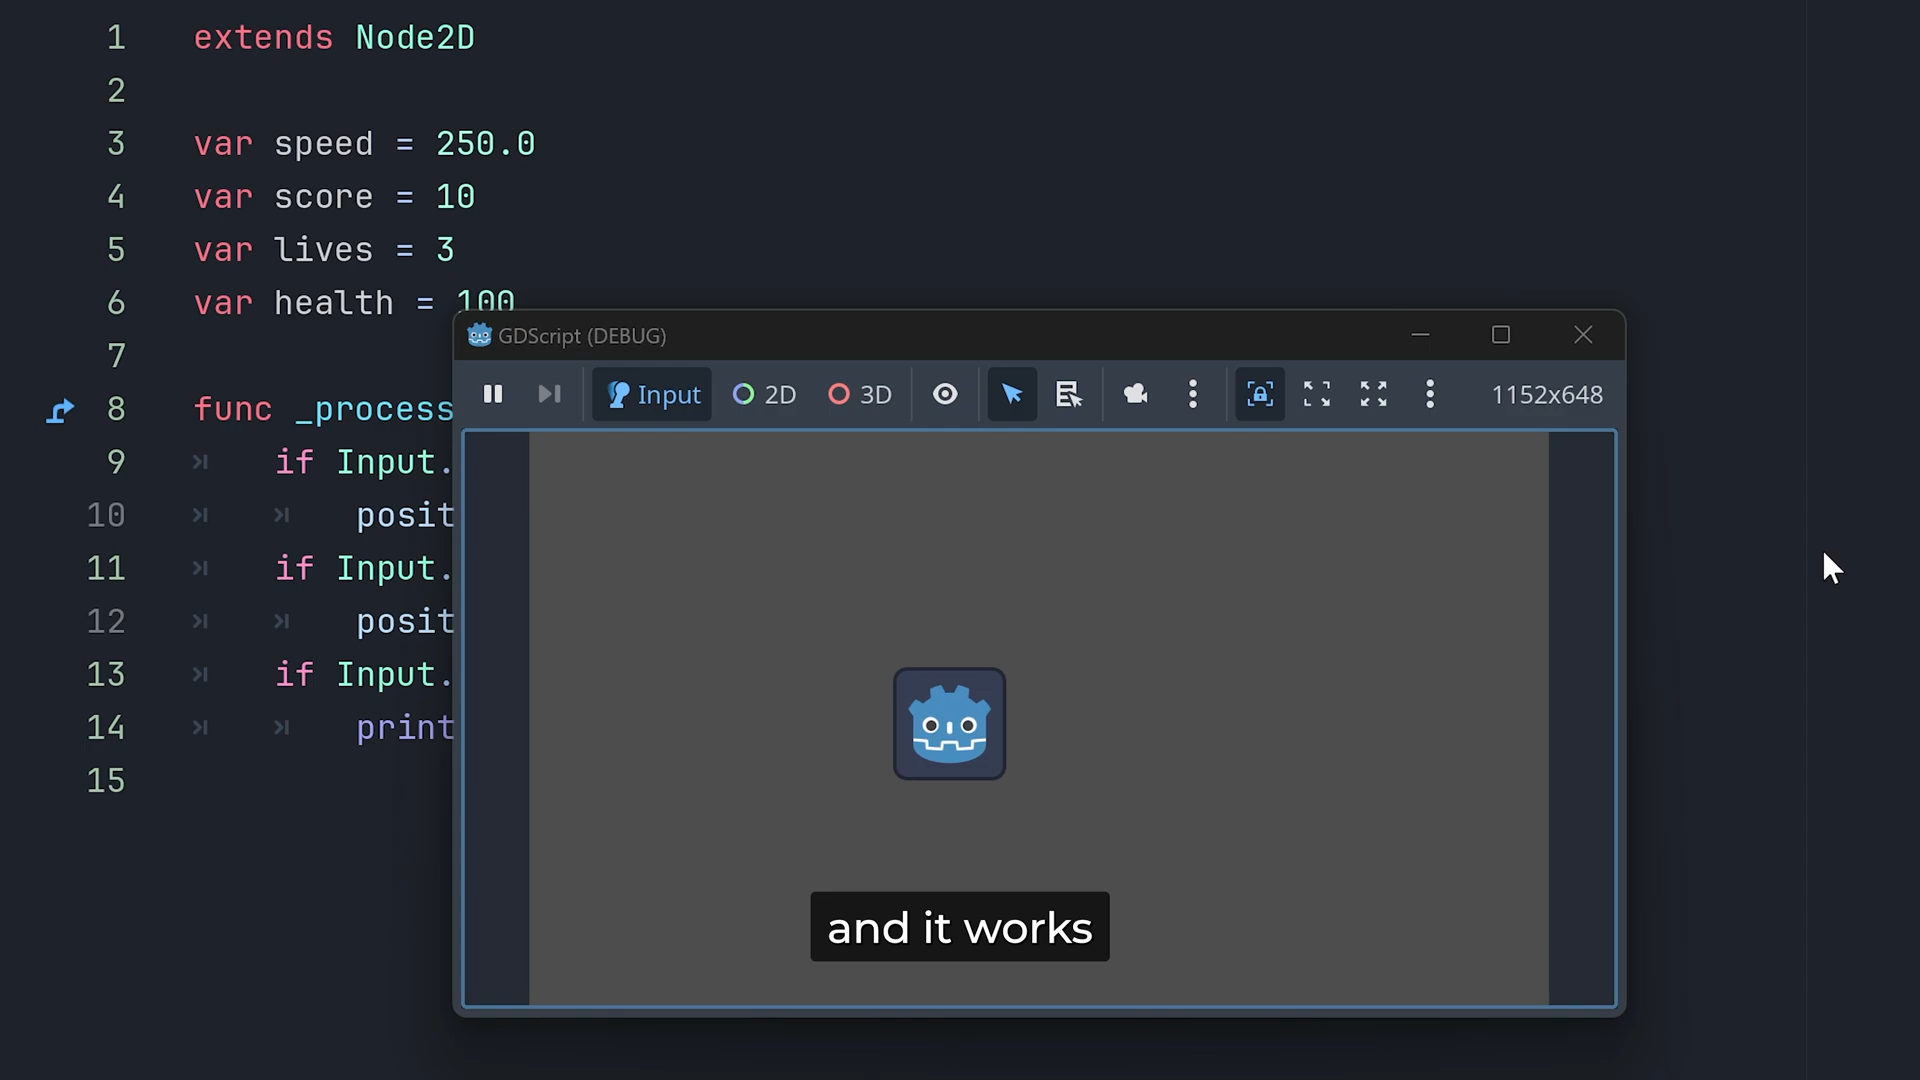 1 extends Node2D
2
3 var speed = 250.0
4 var score = 10
5 var lives = 3
6 var health = 100
7
8 func _process
9 if Input.
10 posit
11 if Input.
12 posit
13 if Input.
14 print
15
GDScript (DEBUG)
Input 2D 3D 1152x648
and it works